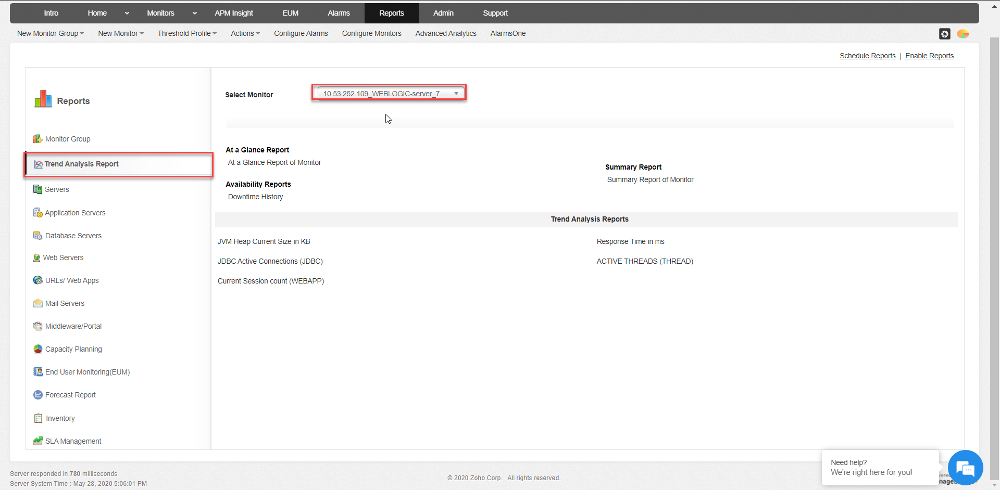 Intro Home Monitors APM Insight EUM Alarms Reports Admin Support
New Monitor Group New Monitor Threshold Profile Actions Configure Alarms Configure Monitors Advanced Analytics AlarmsOne
Schedule Reports | Enable Reports
Reports
Monitor Group
Trend Analysis Report
Servers
Application Servers
Database Servers
Web Servers
URLs/ Web Apps
Mail Servers
Middleware/Portal
Capacity Planning
End User Monitoring(EUM)
Forecast Report
Inventory
SLA Management
Select Monitor 10.53.252.109_WEBLOGIC-server_7...
At a Glance Report
At a Glance Report of Monitor
Summary Report
Summary Report of Monitor
Availability Reports
Downtime History
Trend Analysis Reports
JVM Heap Current Size in KB Response Time in ms
JDBC Active Connections (JDBC) ACTIVE THREADS (THREAD)
Current Session count (WEBAPP)
Need help?
We're right here for you!
Server responded in 780 milliseconds
Server System Time : May 28, 2020 5:06:01 PM
© 2020 Zoho Corp. All rights reserved.